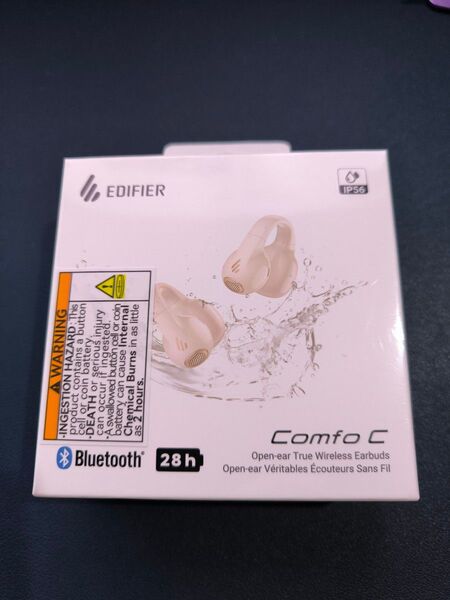 EDIFIER
IP56
⚠WARNING
•INGESTION HAZARD: This
product contains a button
cell or coin battery.
•DEATH or serious injury
can occur if ingested.
•A swallowed button cell or coin
battery can cause Internal
Chemical Burns in as little
as 2 hours.
Bluetooth®
28h
Comfo C
Open-ear True Wireless Earbuds
Open-ear Véritables Écouteurs Sans Fil